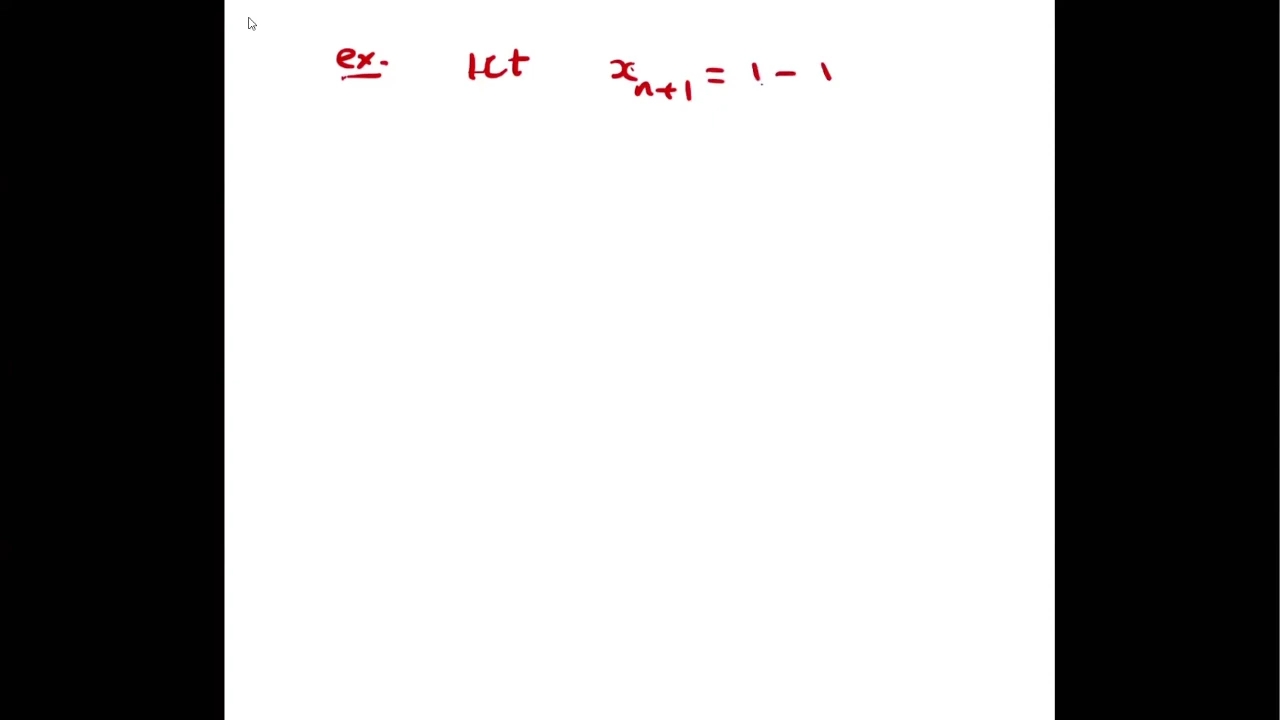 ex. let x_{n+1} = 1 - 1